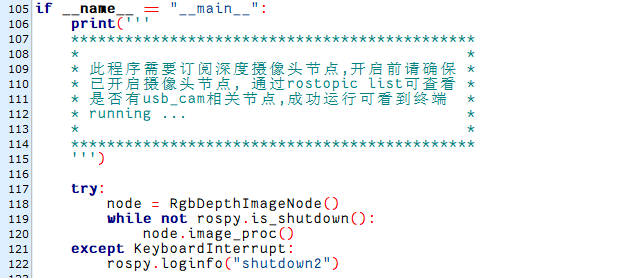 105 if __name__ == "__main__":
106     print('''
107     *********************************************
108     *                                           *
109     * 此程序需要订阅深度摄像头节点,开启前请确保 *
110     * 已开启摄像头节点, 通过rostopic list可查看 *
111     * 是否有usb_cam相关节点,成功运行可看到终端  *
112     * running ...                               *
113     *                                           *
114     *********************************************
115     ''')
116
117     try:
118         node = RgbDepthImageNode()
119         while not rospy.is_shutdown():
120             node.image_proc()
121     except KeyboardInterrupt:
122         rospy.loginfo("shutdown2")